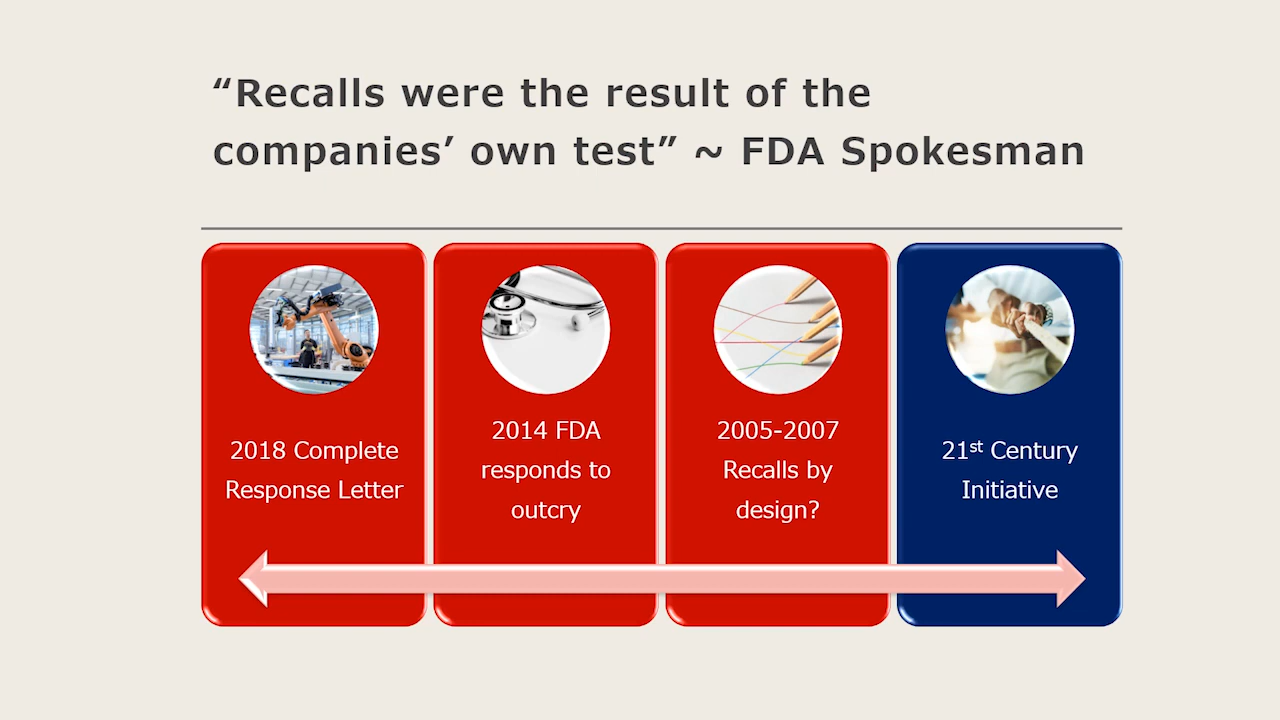 “Recalls were the result of the
companies’ own test” ~ FDA Spokesman
2018 Complete
Response Letter
2014 FDA
responds to
outcry
2005-2007
Recalls by
design?
21st Century
Initiative